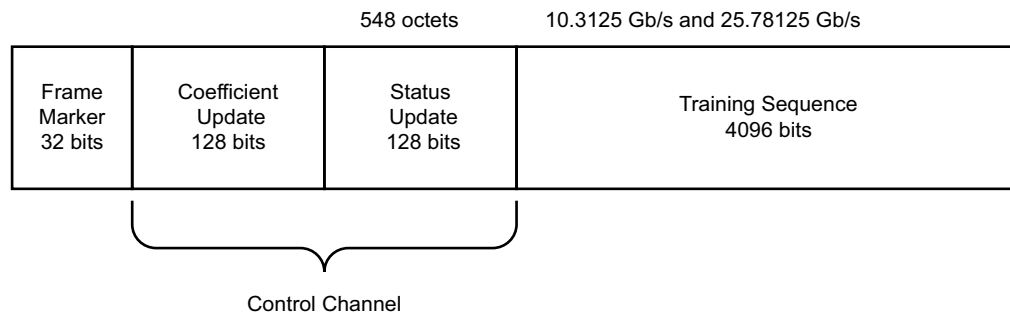 548 octets 10.3125 Gb/s and 25.78125 Gb/s
Frame
Marker
32 bits
Coefficient
Update
128 bits
Status
Update
128 bits
Training Sequence
4096 bits
Control Channel